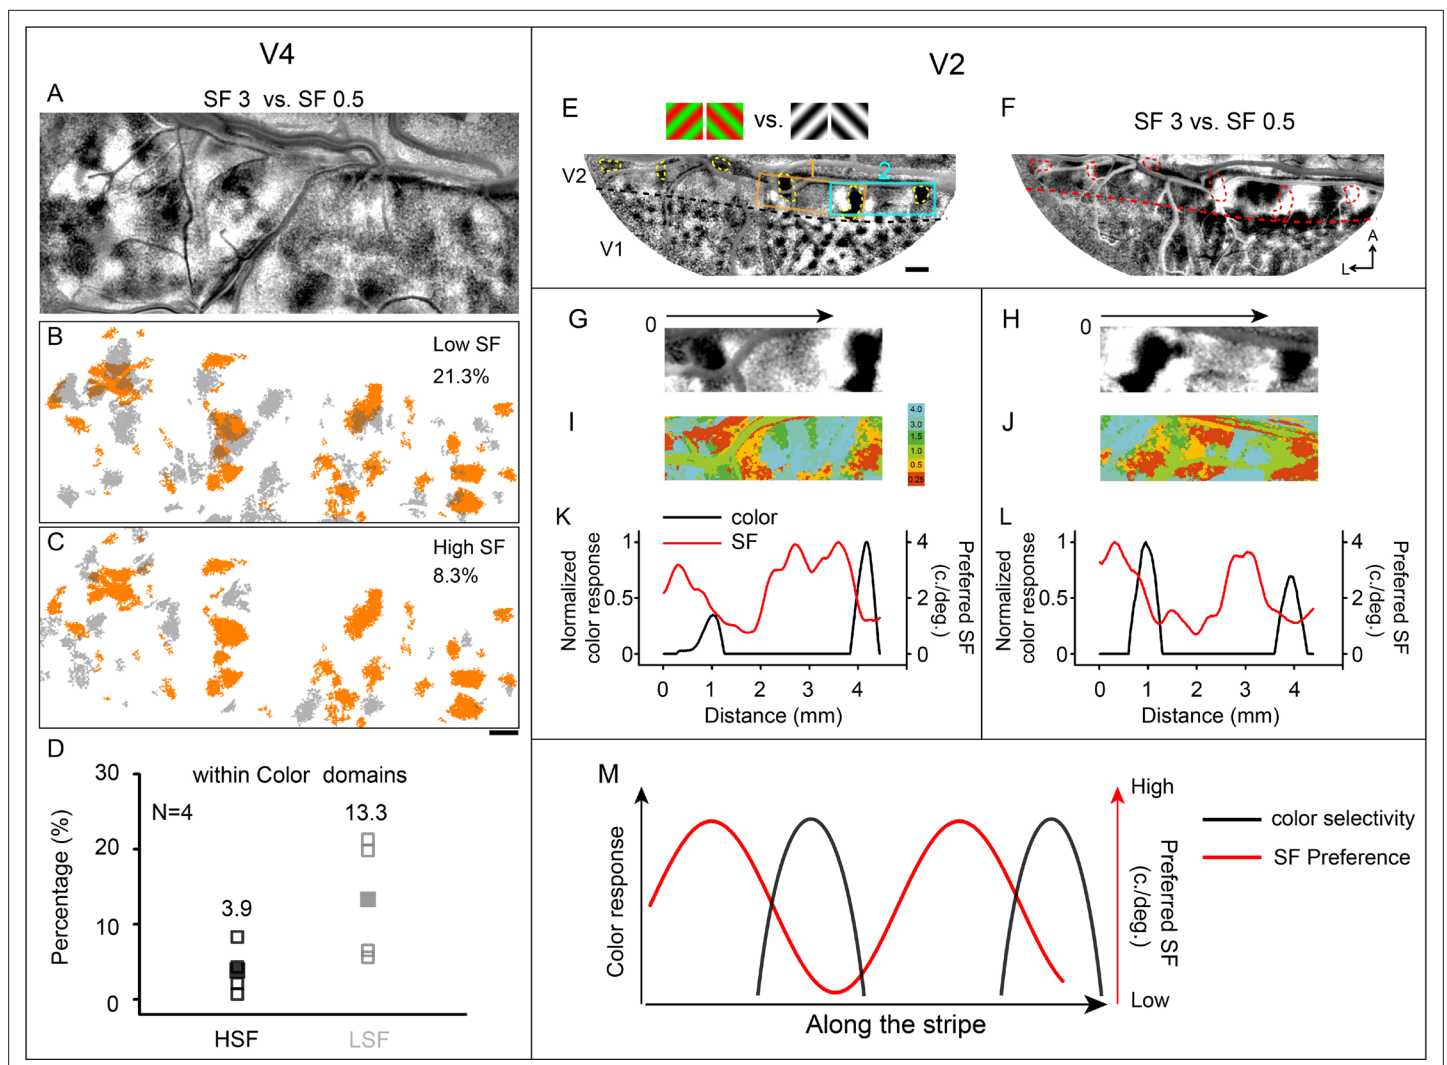 V4
A
SF 3 vs. SF 0.5
B
Low SF
21.3%
C
High SF
8.3%
D
within Color domains
N=4
30
20
10
0
Percentage (%)
3.9
13.3
HSF
LSF
V2
E
vs.
V2
V1
1
2
F
SF 3 vs. SF 0.5
A
L
G
0
H
0
I
4.0
3.0
1.5
1.0
0.5
0.25
J
K
color
SF
Normalized
color response
1
0.5
0
4
2
0
Preferred SF
(c./deg.)
0 1 2 3 4
Distance (mm)
L
Normalized
color response
1
0.5
0
4
2
0
Preferred SF
(c./deg.)
0 1 2 3 4
Distance (mm)
M
Color response
Along the stripe
High
Low
Preferred SF
(c./deg.)
color selectivity
SF Preference